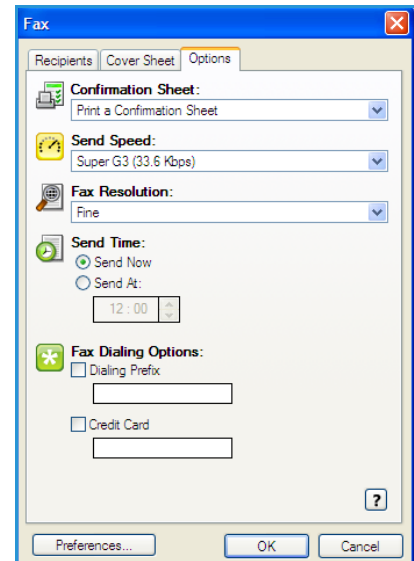 Fax
Recipients Cover Sheet Options
Confirmation Sheet:
Print a Confirmation Sheet
Send Speed:
Super G3 (33.6 Kbps)
Fax Resolution:
Fine
Send Time:
Send Now
Send At:
12 : 00
Fax Dialing Options:
Dialing Prefix
Credit Card
?
Preferences... OK Cancel